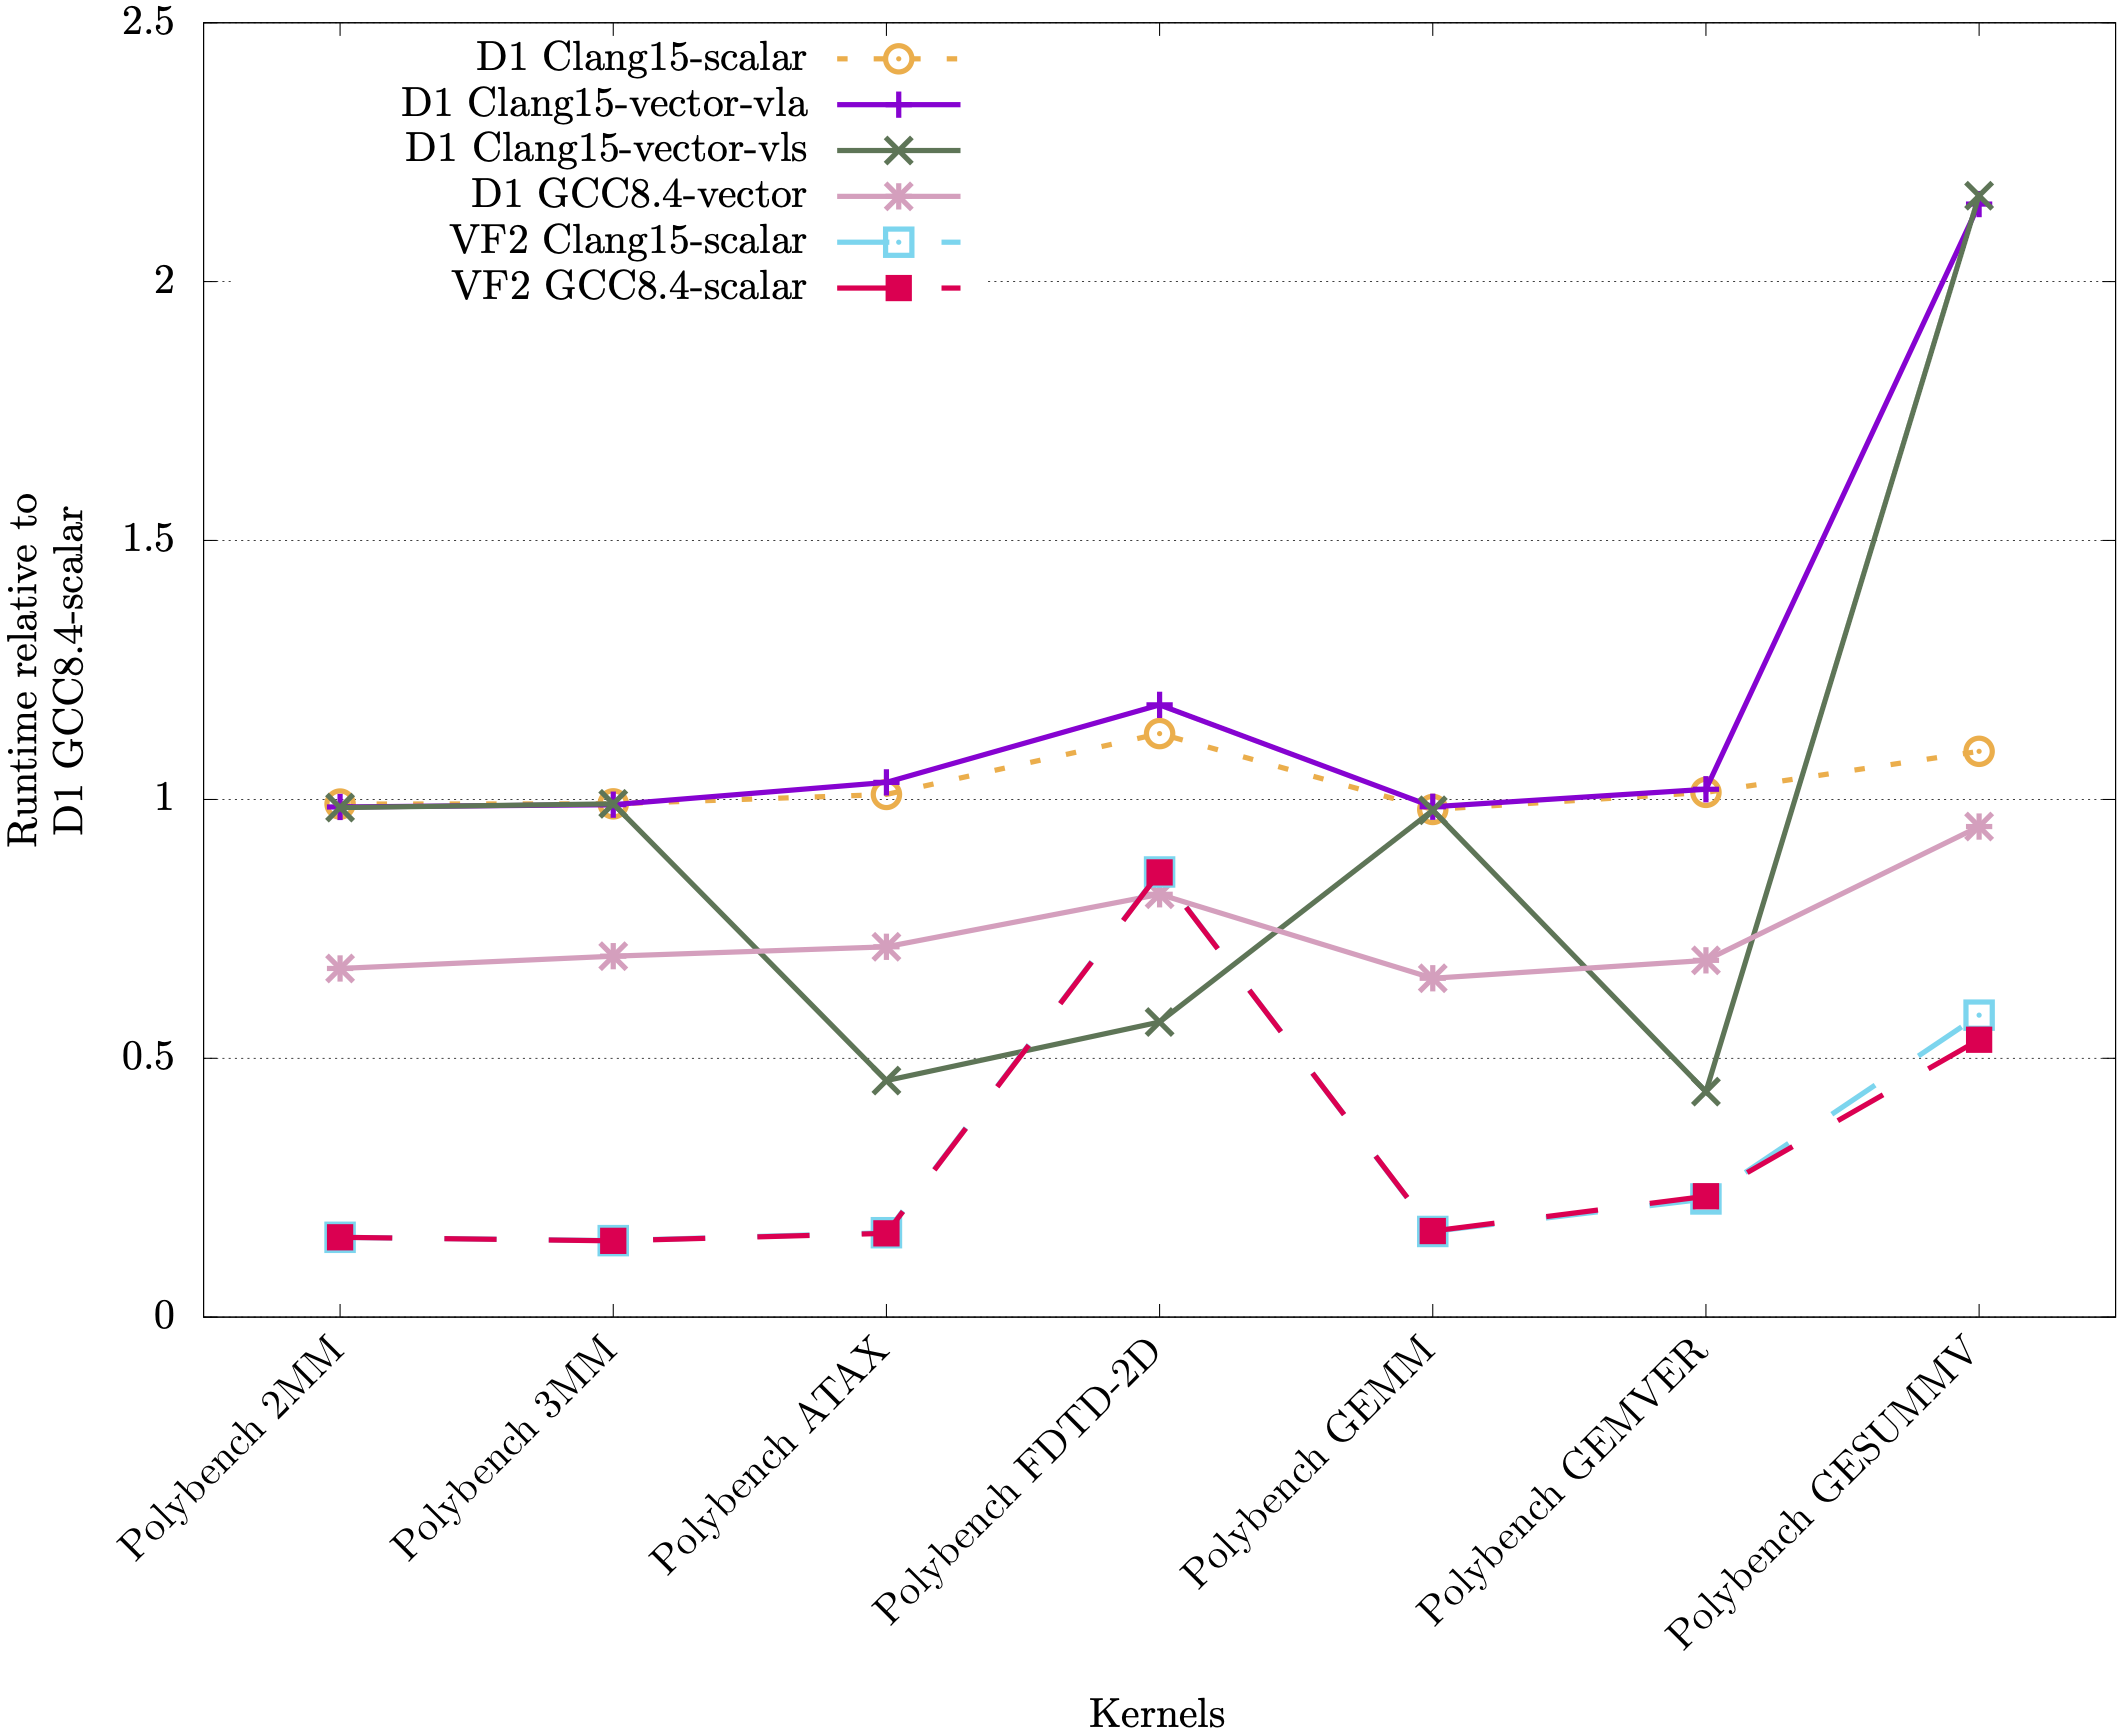 2.5
2
1.5
1
0.5
0
Runtime relative to
D1 GCC8.4-scalar
D1 Clang15-scalar
D1 Clang15-vector-vla
D1 Clang15-vector-vls
D1 GCC8.4-vector
VF2 Clang15-scalar
VF2 GCC8.4-scalar
Polybench 2MM
Polybench 3MM
Polybench ATAX
Polybench FDTD-2D
Polybench GEMM
Polybench GEMVER
Polybench GESUMMV
Kernels